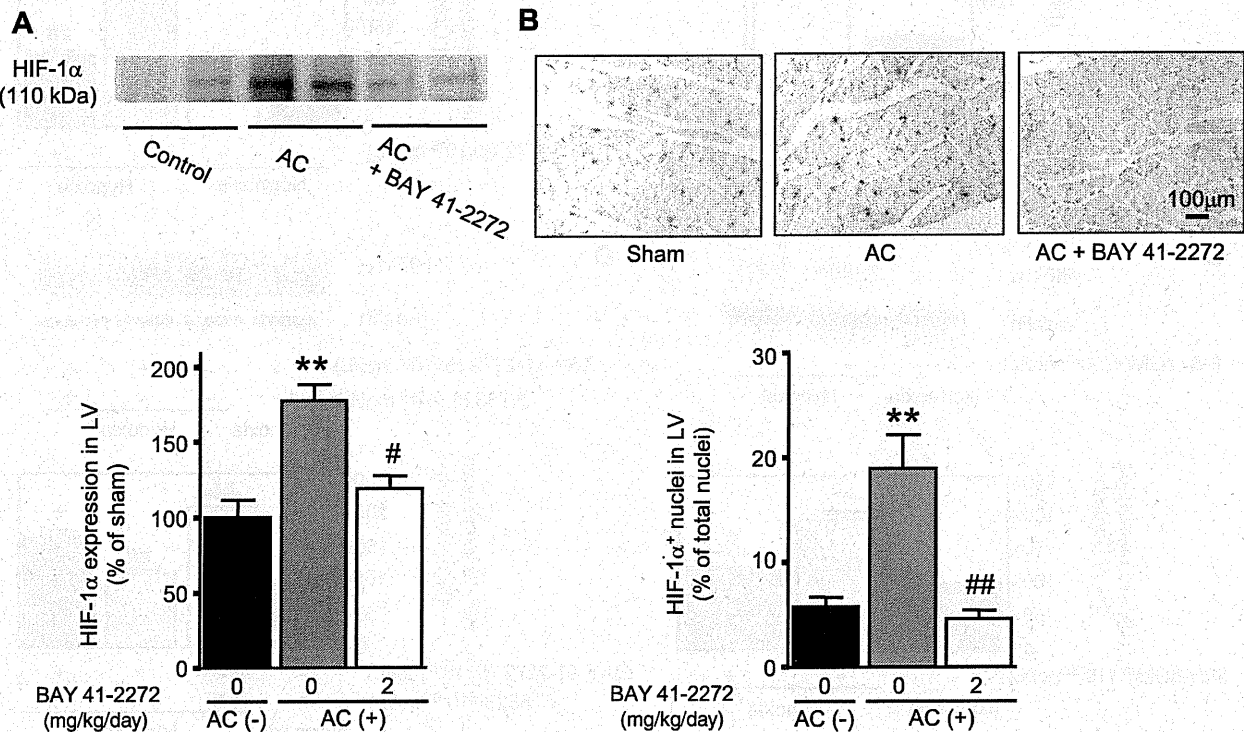 A
HIF-1α
(110 kDa)
Control
AC
AC
+ BAY 41-2272
B
100μm
Sham
AC
AC + BAY 41-2272
HIF-1α expression in LV
(% of sham)
200
150
100
50
0
**
#
BAY 41-2272
(mg/kg/day)
0
0
2
AC (-)
AC (+)
HIF-1α⁺ nuclei in LV
(% of total nuclei)
30
20
10
0
**
##
BAY 41-2272
(mg/kg/day)
0
0
2
AC (-)
AC (+)